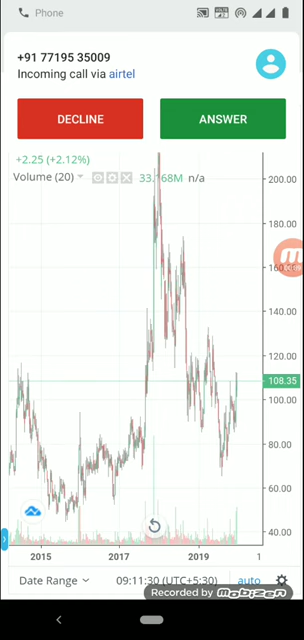 Phone
+91 77195 35009
Incoming call via airtel
DECLINE
ANSWER
+2.25 (+2.12%)
Volume (20)
33.168M n/a
200.00
180.00
160.00
120.00
108.35
100.00
80.00
60.00
40.00
2015
2017
2019
1
Date Range
09:11:30 (UTC+5:30)
auto
Recorded by mobizen